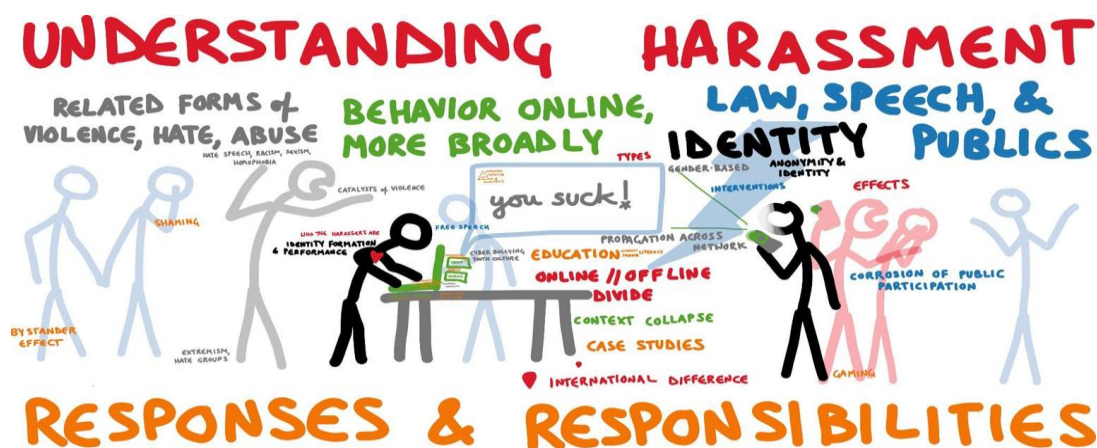 UNDERSTANDING HARASSMENT
RELATED FORMS of
VIOLENCE, HATE, ABUSE
HATE SPEECH, RACISM, SEXISM,
HOMOPHOBIA
BEHAVIOR ONLINE,
MORE BROADLY
LAW, SPEECH, &
PUBLICS
IDENTITY
ANONYMITY &
IDENTITY
TYPES
GENDER-BASED
INTERVENTIONS
EFFECTS
CATALYSTS of VIOLENCE
you suck!
SHAMING
WHO THE HARASSERS ARE
IDENTITY FORMATION
& PERFORMANCE
FREE SPEECH
CYBER BULLYING,
YOUTH CULTURE
PROPAGATION ACROSS
NETWORK
EDUCATION
ONLINE // OFFLINE
DIVIDE
CONTEXT COLLAPSE
CASE STUDIES
INTERNATIONAL DIFFERENCE
CORROSION OF PUBLIC
PARTICIPATION
BYSTANDER
EFFECT
EXTREMISM,
HATE GROUPS
GAMING
RESPONSES & RESPONSIBILITIES